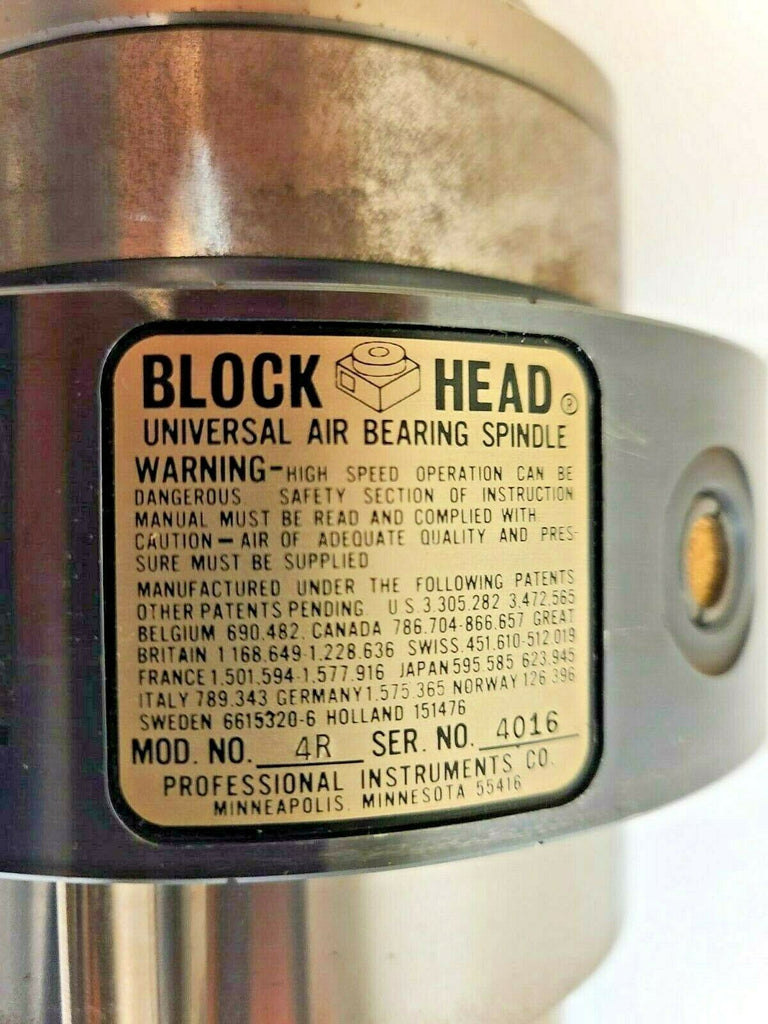 BLOCK HEAD ®
UNIVERSAL AIR BEARING SPINDLE
WARNING-HIGH SPEED OPERATION CAN BE
DANGEROUS SAFETY SECTION OF INSTRUCTION
MANUAL MUST BE READ AND COMPLIED WITH
CAUTION-AIR OF ADEQUATE QUALITY AND PRES-
SURE MUST BE SUPPLIED
MANUFACTURED UNDER THE FOLLOWING PATENTS
OTHER PATENTS PENDING. U S 3.305.282 3,472,565
BELGIUM 690.482. CANADA 786.704-866.657 GREAT
BRITAIN 1 168.649-1.228.636 SWISS.451.610-512 019
FRANCE 1.501.594-1.577.916 JAPAN 595.585 623.945
ITALY 789.343 GERMANY 1.575.365 NORWAY 126 396
SWEDEN 6615320-6 HOLLAND 151476
MOD. NO. 4R SER. NO. 4016
PROFESSIONAL INSTRUMENTS CO.
MINNEAPOLIS. MINNESOTA 55416